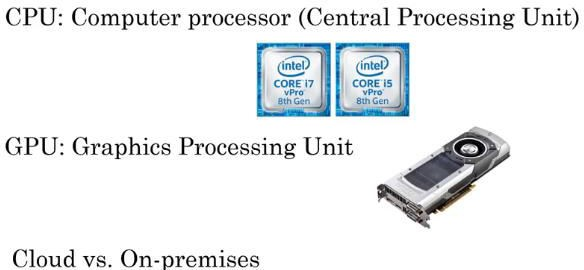 CPU: Computer processor (Central Processing Unit)
intel intel
CORE i7 CORE i5
vPro vPro
8th Gen 8th Gen
GPU: Graphics Processing Unit
Cloud vs. On-premises